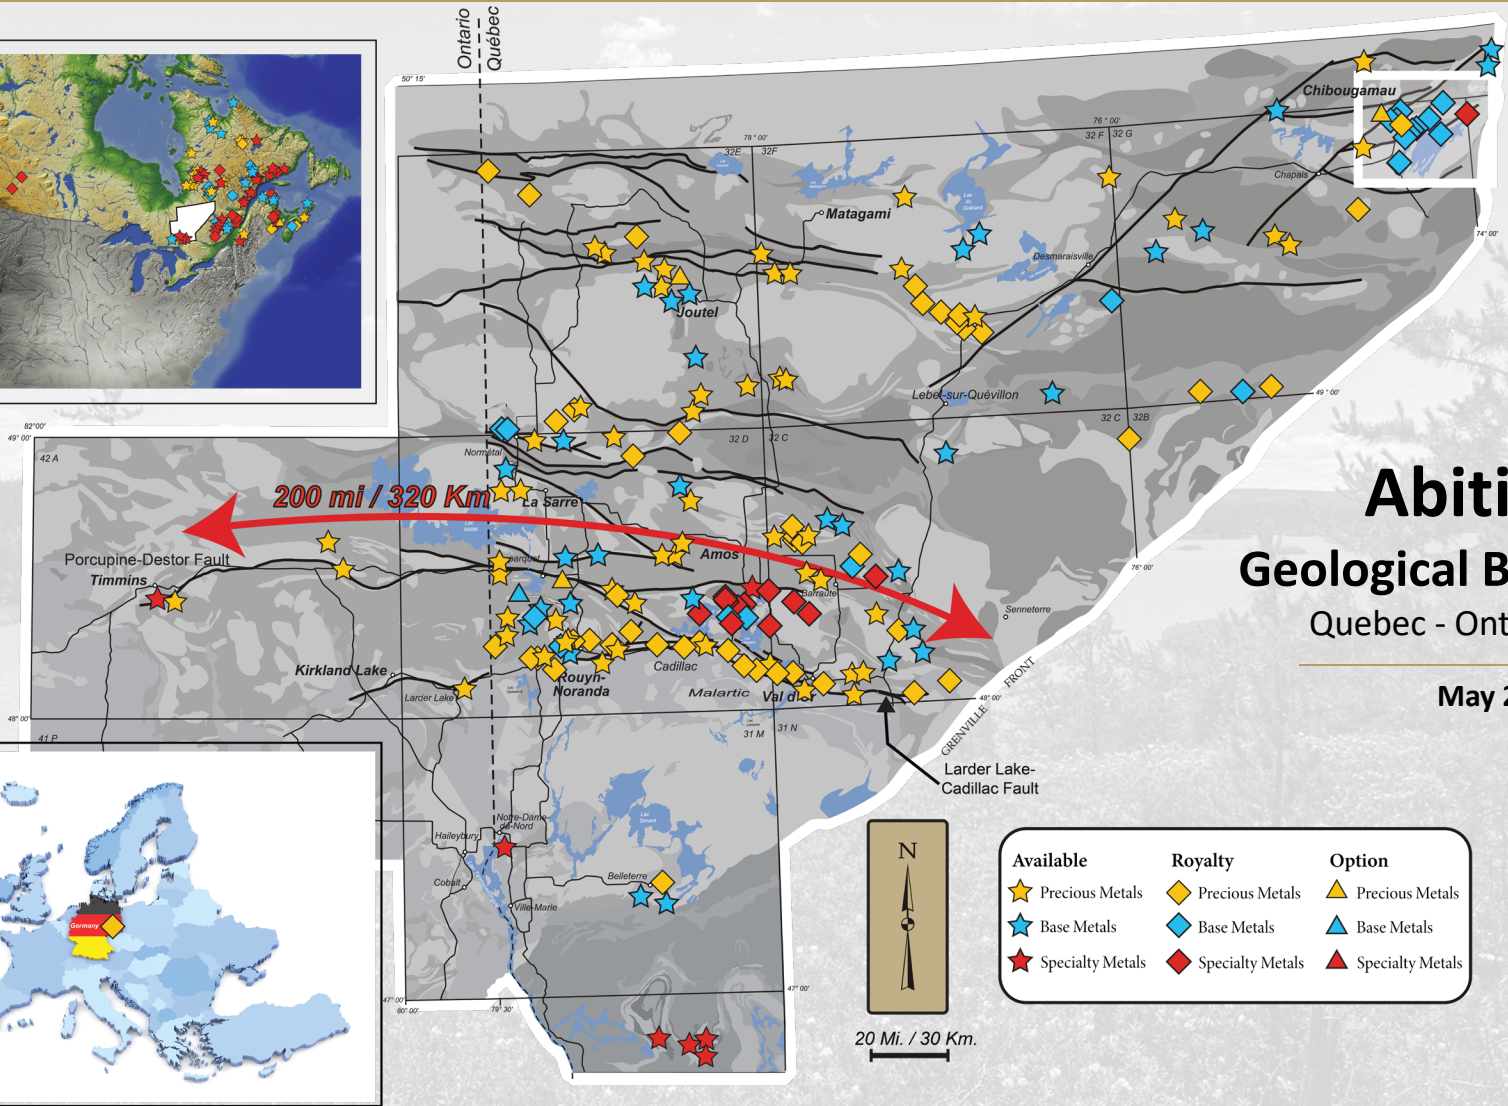 Ontario
Québec
50° 15'
Chibougamau
76° 00'
32 F
32 G
78° 00'
32E
32F
Chapais
Matagami
74° 00'
Desmaraisville
Joutel
Lebel-sur-Quévillon
49° 00'
32 C
32B
82°00'
49° 00'
42 A
32 D
32 C
Normétal
200 mi / 320 Km
La Sarre
Abiti
Geological B
Quebec - Ont
May 2
Porcupine-Destor Fault
Timmins
parquet
Amos
Barraute
76° 00'
Senneterre
Kirkland Lake
Larder Lake
Rouyn-
Noranda
Cadillac
Malartic
Val d'or
48° 00'
48° 00'
GRENVILLE
FRONT
41 P
31 M
31 N
Larder Lake-
Cadillac Fault
Notre-Dame-
du-Nord
Haileybury
Cobalt
Ville-Marie
Belleterre
Lac
Simard
47° 00'
80° 00'
79° 30'
47° 00'
Germany
N
20 Mi. / 30 Km.
Available
Royalty
Option
Precious Metals
Precious Metals
Precious Metals
Base Metals
Base Metals
Base Metals
Specialty Metals
Specialty Metals
Specialty Metals